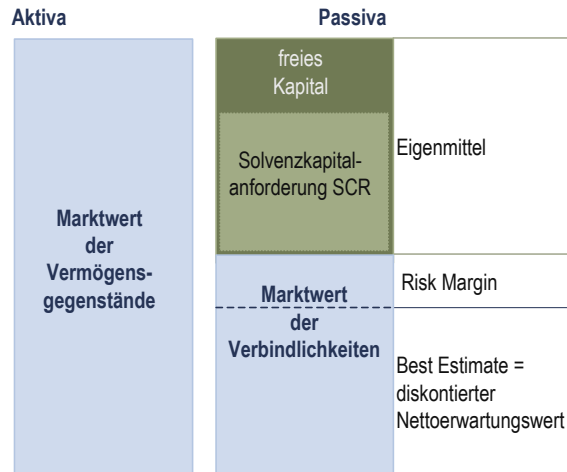 Aktiva
Passiva
freies
Kapital
Solvenzkapital-
anforderung SCR
Eigenmittel
Marktwert
der
Vermögens-
gegenstände
Risk Margin
Marktwert
der
Verbindlichkeiten
Best Estimate =
diskontierter
Nettoerwartungswert